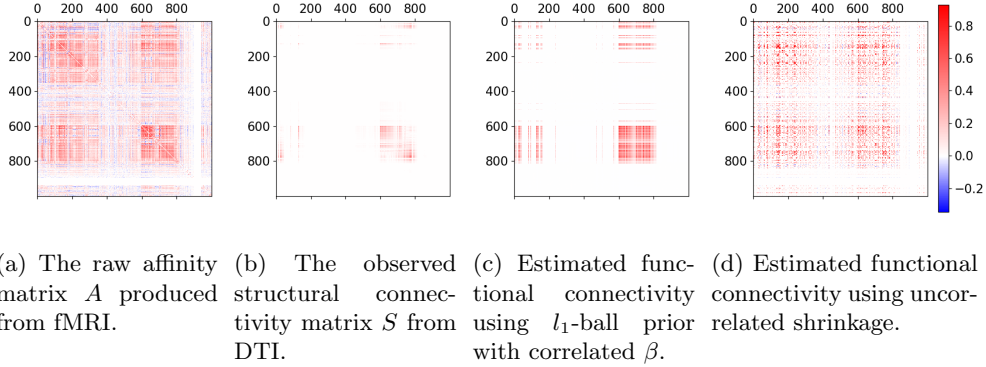 0 200 400 600 800
0 200 400 600 800
0 200 400 600 800
0 200 400 600 800
0
200
400
600
800
0
200
400
600
800
0
200
400
600
800
0
200
400
600
800
0.8
0.6
0.4
0.2
0.0
−0.2
(a) The raw affinity
matrix A produced
from fMRI.
(b) The observed
structural connec-
tivity matrix S from
DTI.
(c) Estimated func-
tional connectivity
using l₁-ball prior
with correlated β.
(d) Estimated functional
connectivity using uncor-
related shrinkage.